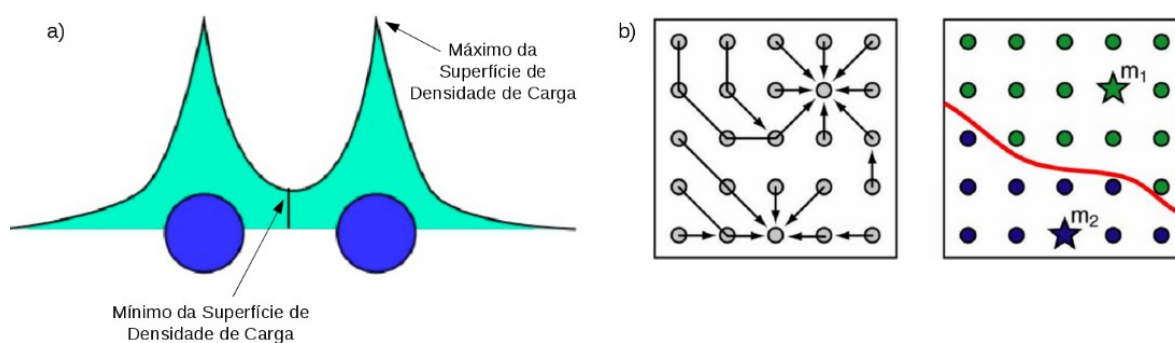 a)
Máximo da
Superfície de
Densidade de Carga
Mínimo da Superfície de
Densidade de Carga
b)
m₁
m₂